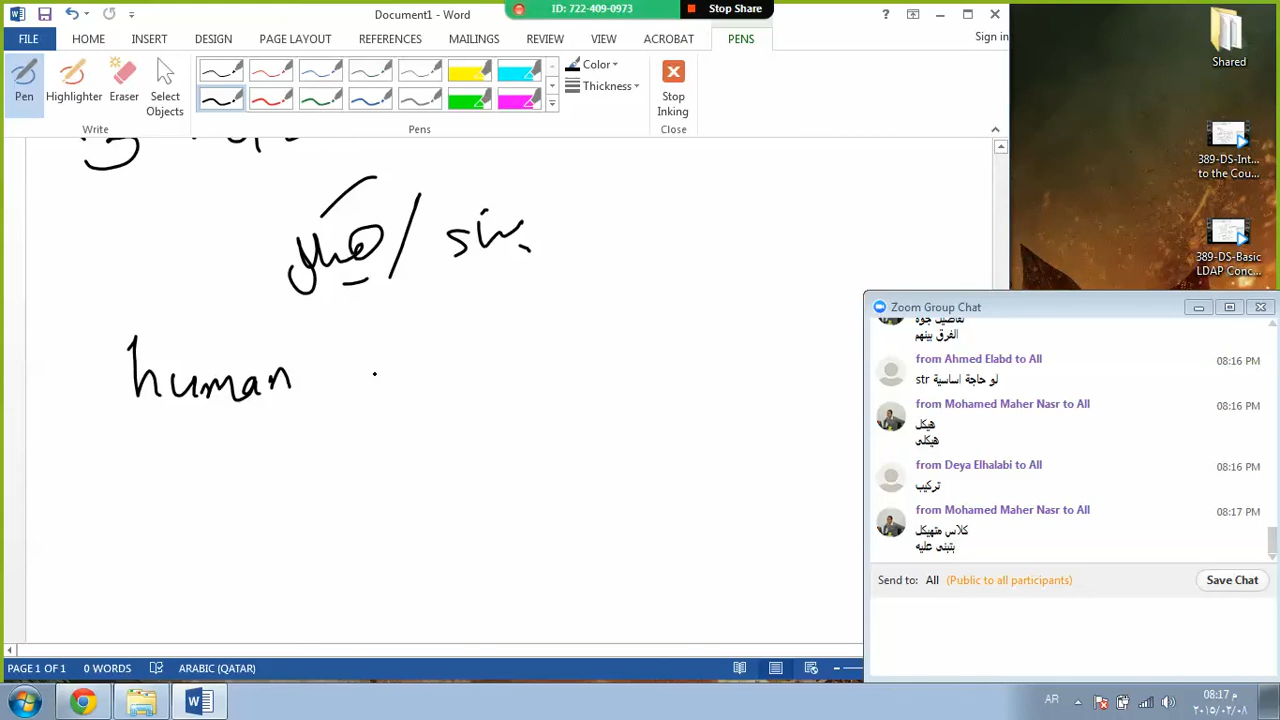 Document1 - Word
ID: 722-409-0973
Stop Share
FILE HOME INSERT DESIGN PAGE LAYOUT REFERENCES MAILINGS REVIEW VIEW ACROBAT PENS
Sign in
Pen Highlighter Eraser Select Objects
Color
Thickness
Stop Inking
Write Pens Close
هيكل /
human
Shared
389-DS-Int... to the Cou...
389-DS-Basic LDAP Conc...
Zoom Group Chat
تفاصيل جوه
الفرق بينهم
from Ahmed Elabd to All 08:16 PM
لو حاجة اساسية str
from Mohamed Maher Nasr to All 08:16 PM
هيكل
هيكلى
from Deya Elhalabi to All 08:16 PM
تركيب
from Mohamed Maher Nasr to All 08:17 PM
كلاس متهيكل
بتبنى عليه
Send to: All (Public to all participants) Save Chat
PAGE 1 OF 1 0 WORDS ARABIC (QATAR)
AR
08:17 م
٢٠١٥/٠٢/٠٨